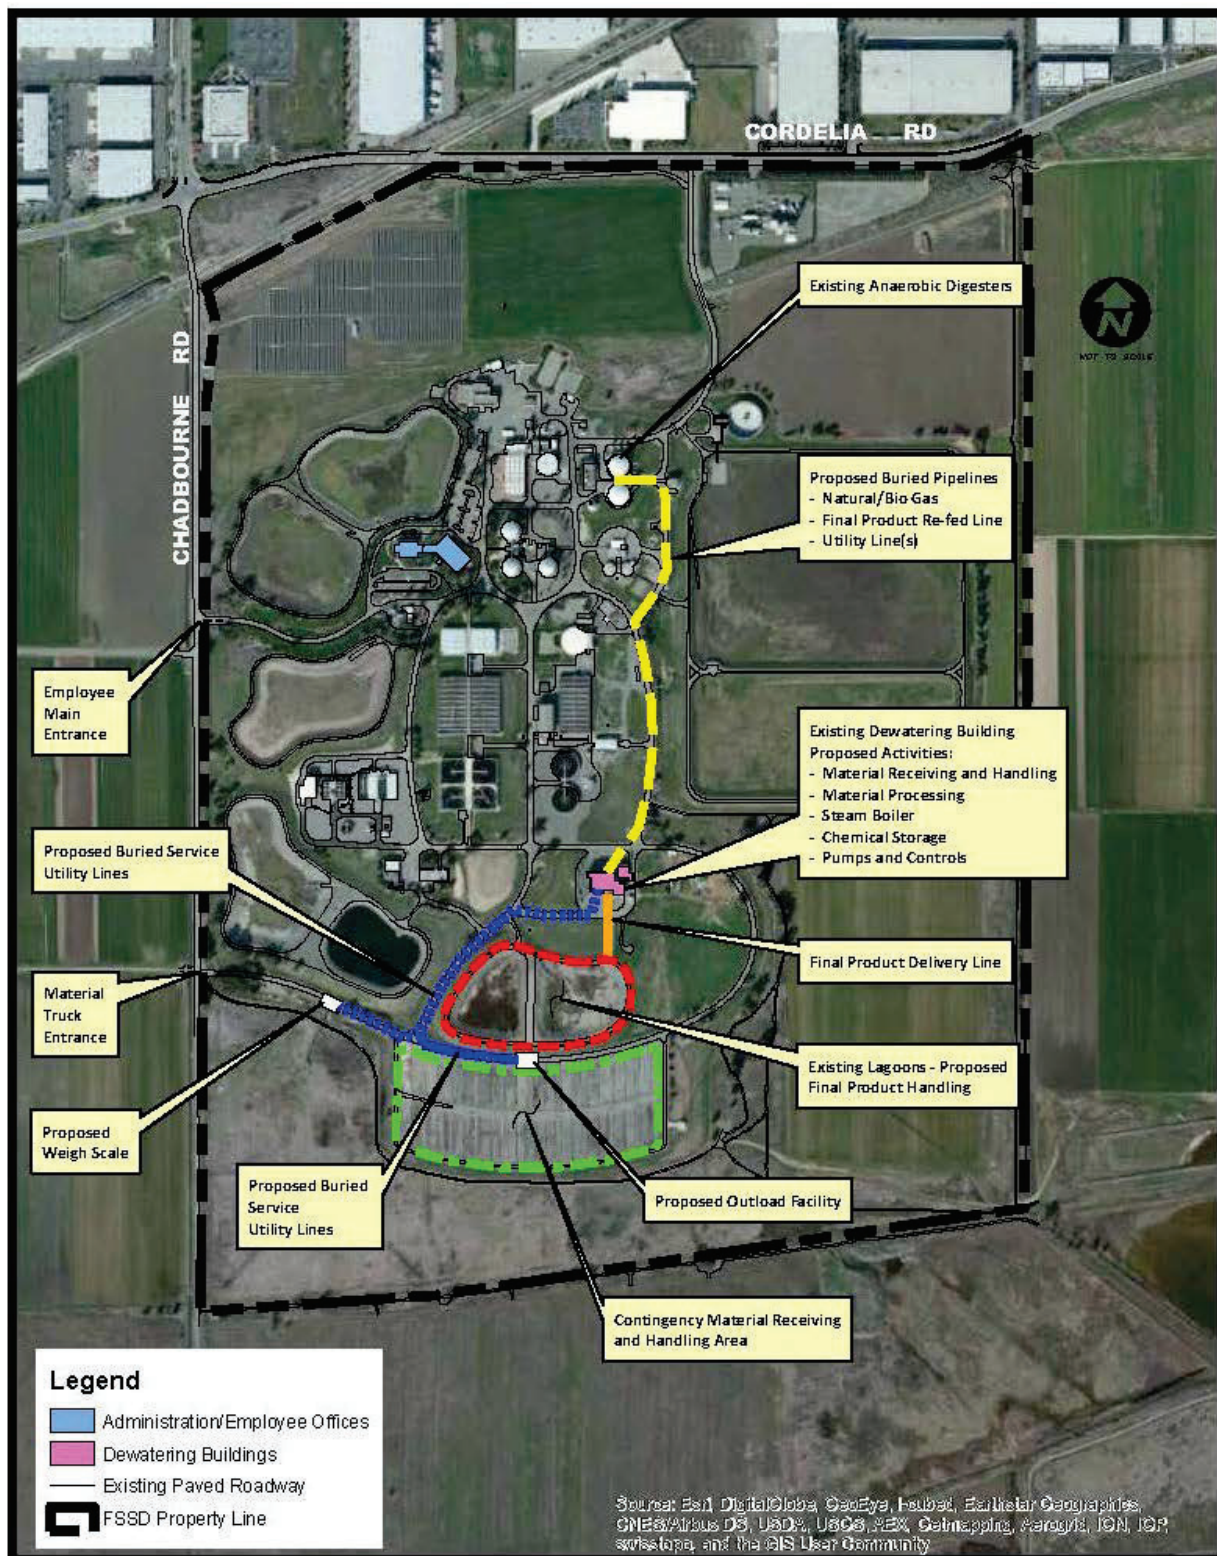 CORDELIA RD
Existing Anaerobic Digesters
N
NOT TO SCALE
CHADBOURNE RD
Proposed Buried Pipelines
- Natural/Bio Gas
- Final Product Re-fed Line
- Utility Line(s)
Employee
Main
Entrance
Existing Dewatering Building
Proposed Activities:
- Material Receiving and Handling
- Material Processing
- Steam Boiler
- Chemical Storage
- Pumps and Controls
Proposed Buried Service
Utility Lines
Final Product Delivery Line
Material
Truck
Entrance
Existing Lagoons - Proposed
Final Product Handling
Proposed
Weigh Scale
Proposed Buried
Service
Utility Lines
Proposed Outload Facility
Contingency Material Receiving
and Handling Area
Legend
Administration/Employee Offices
Dewatering Buildings
Existing Paved Roadway
FSSD Property Line
Source: Esri, DigitalGlobe, GeoEye, i-cubed, Earthstar Geographics,
CNES/Airbus DS, USDA, USGS, AEX, Getmapping, Aerogrid, IGN, IGP,
swisstopo, and the GIS User Community